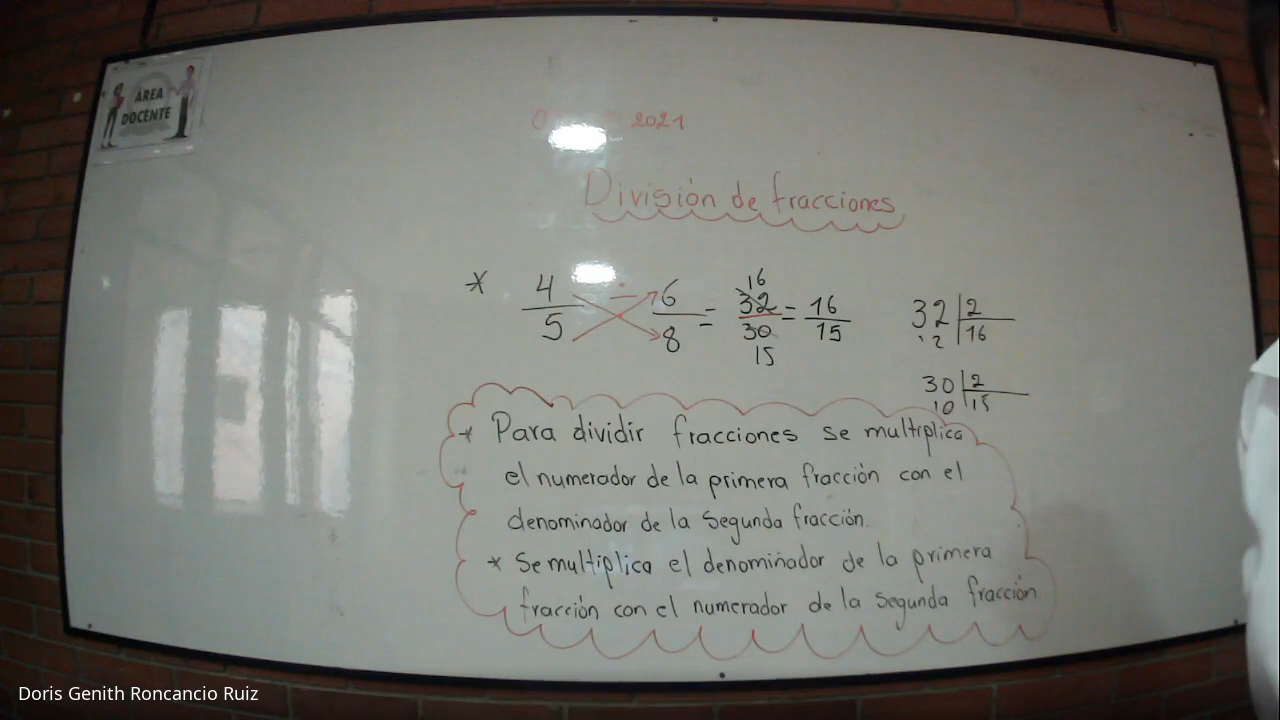 ÁREA
DOCENTE
2021
División de fracciones
* 4/5 ÷ 6/8 = 32/30 = 16/15
16
15
32 | 2
12 16
30 | 2
10 15
* Para dividir fracciones se multiplica
el numerador de la primera fracción con el
denominador de la segunda fracción.
* Se multiplica el denominador de la primera
fracción con el numerador de la segunda fracción
Doris Genith Roncancio Ruiz